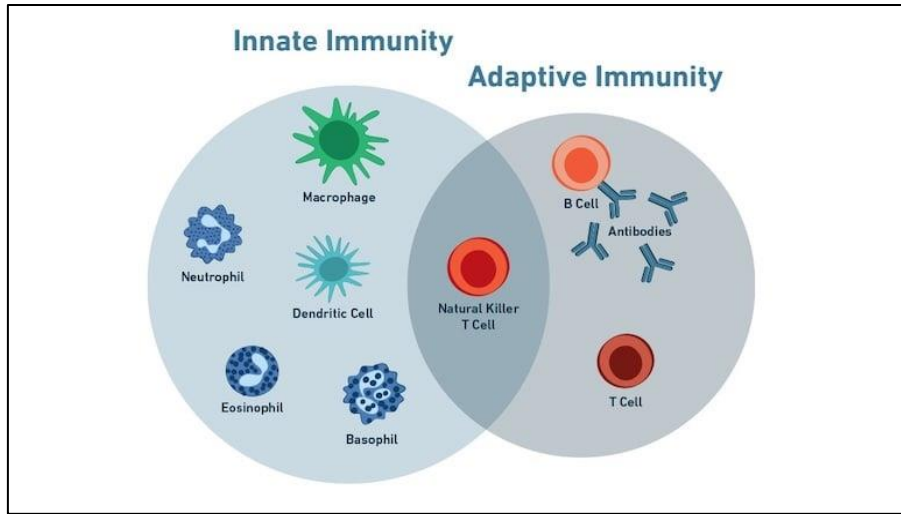 Innate Immunity
Adaptive Immunity
Macrophage
B Cell
Antibodies
Neutrophil
Dendritic Cell
Natural Killer
T Cell
Eosinophil
Basophil
T Cell